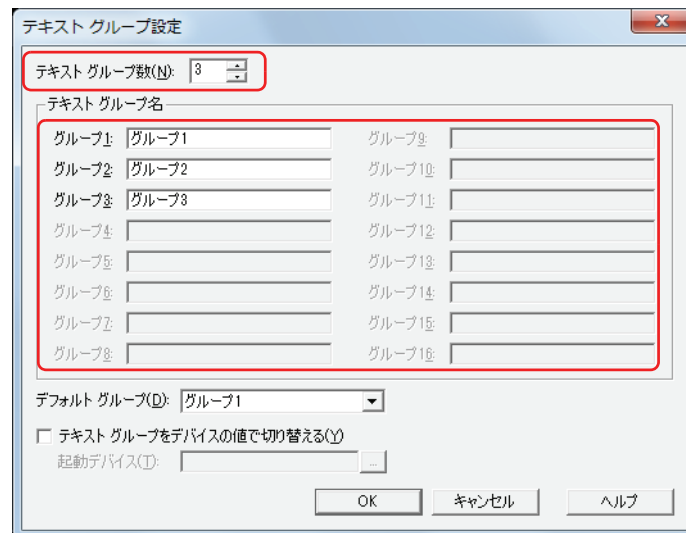 テキスト グループ設定
テキスト グループ数(N): 3
テキスト グループ名
グループ1: グループ1 グループ9:
グループ2: グループ2 グループ10:
グループ3: グループ3 グループ11:
グループ4: グループ12:
グループ5: グループ13:
グループ6: グループ14:
グループ7: グループ15:
グループ8: グループ16:
デフォルト グループ(D): グループ1
テキスト グループをデバイスの値で切り替える(Y)
起動デバイス(T): ...
OK キャンセル ヘルプ